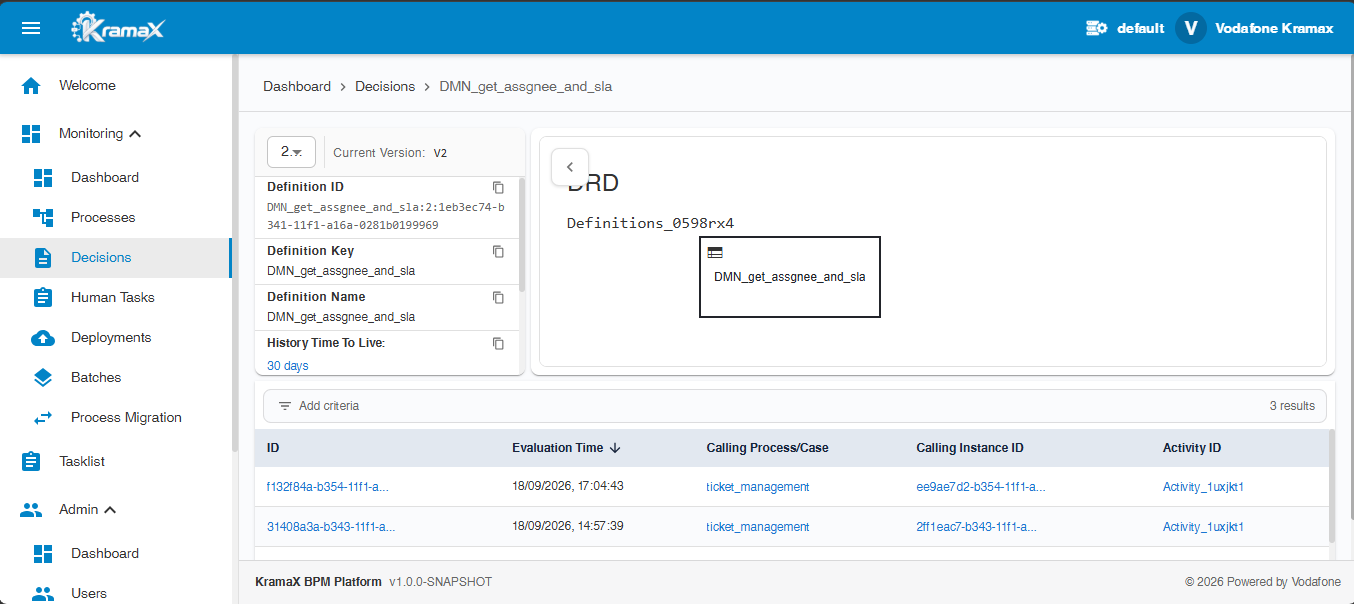 KramaX
default
V
Vodafone Kramax
Welcome
Monitoring
Dashboard
Processes
Decisions
Human Tasks
Deployments
Batches
Process Migration
Tasklist
Admin
Dashboard
Users
Dashboard > Decisions > DMN_get_assgnee_and_sla
2... Current Version: V2
Definition ID
DMN_get_assgnee_and_sla:2:1eb3ec74-b
341-11f1-a16a-0281b0199969
Definition Key
DMN_get_assgnee_and_sla
Definition Name
DMN_get_assgnee_and_sla
History Time To Live:
30 days
DRD
Definitions_0598rx4
DMN_get_assgnee_and_sla
Add criteria 3 results
ID Evaluation Time Calling Process/Case Calling Instance ID Activity ID
f132f84a-b354-11f1-a... 18/09/2026, 17:04:43 ticket_management ee9ae7d2-b354-11f1-a... Activity_1uxjkt1
31408a3a-b343-11f1-a... 18/09/2026, 14:57:39 ticket_management 2ff1eac7-b343-11f1-a... Activity_1uxjkt1
KramaX BPM Platform v1.0.0-SNAPSHOT
© 2026 Powered by Vodafone